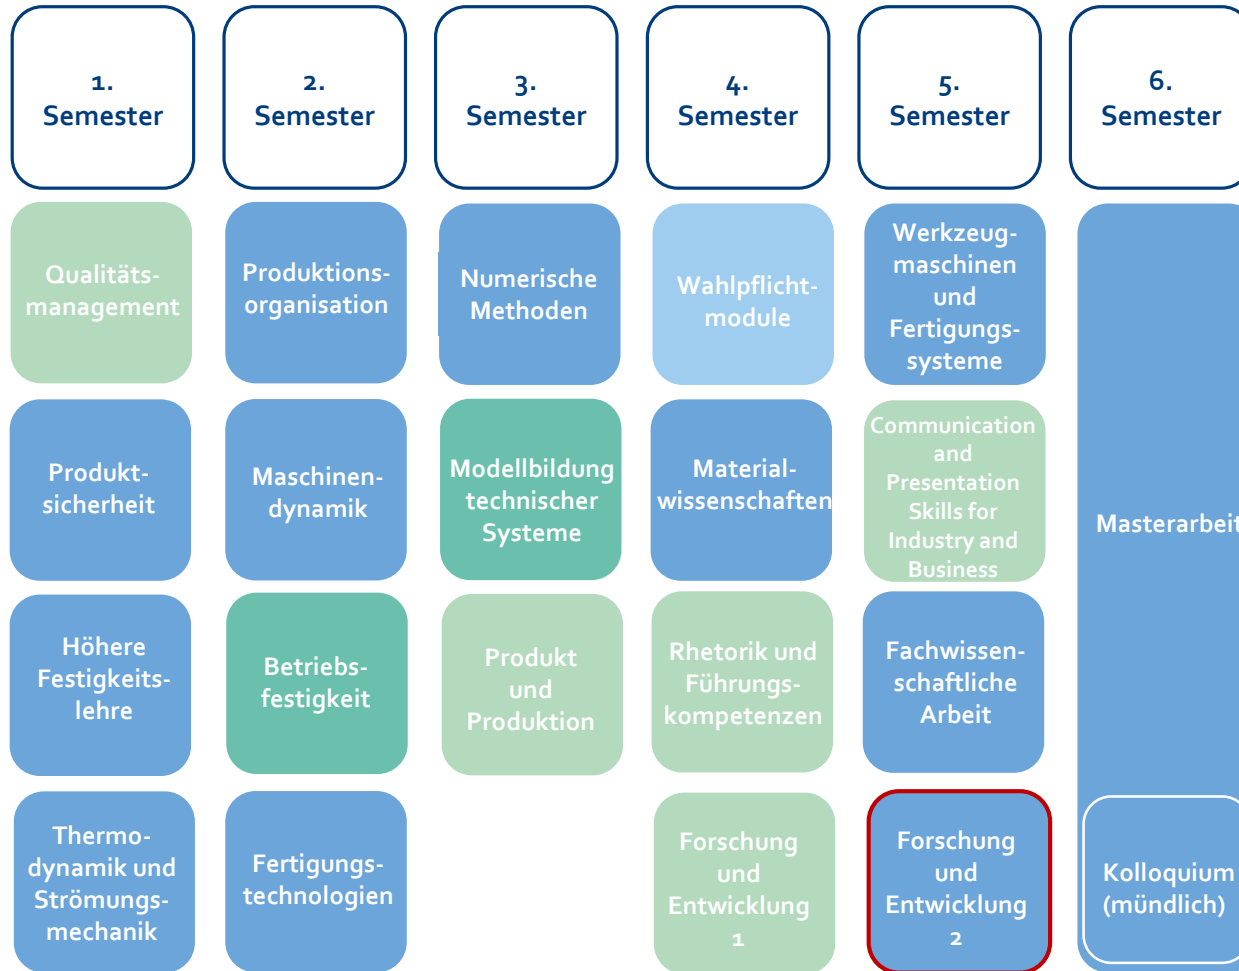 1.
Semester
2.
Semester
3.
Semester
4.
Semester
5.
Semester
6.
Semester
Qualitäts-
management
Produktions-
organisation
Numerische
Methoden
Wahlpflicht-
module
Werkzeug-
maschinen
und
Fertigungs-
systeme
Produkt-
sicherheit
Maschinen-
dynamik
Modellbildung
technischer
Systeme
Material-
wissenschaften
Communication
and
Presentation
Skills for
Industry and
Business
Masterarbeit
Höhere
Festigkeits-
lehre
Betriebs-
festigkeit
Produkt
und
Produktion
Rhetorik und
Führungs-
kompetenzen
Fachwissen-
schaftliche
Arbeit
Thermo-
dynamik und
Strömungs-
mechanik
Fertigungs-
technologien
Forschung
und
Entwicklung
1
Forschung
und
Entwicklung
2
Kolloquium
(mündlich)